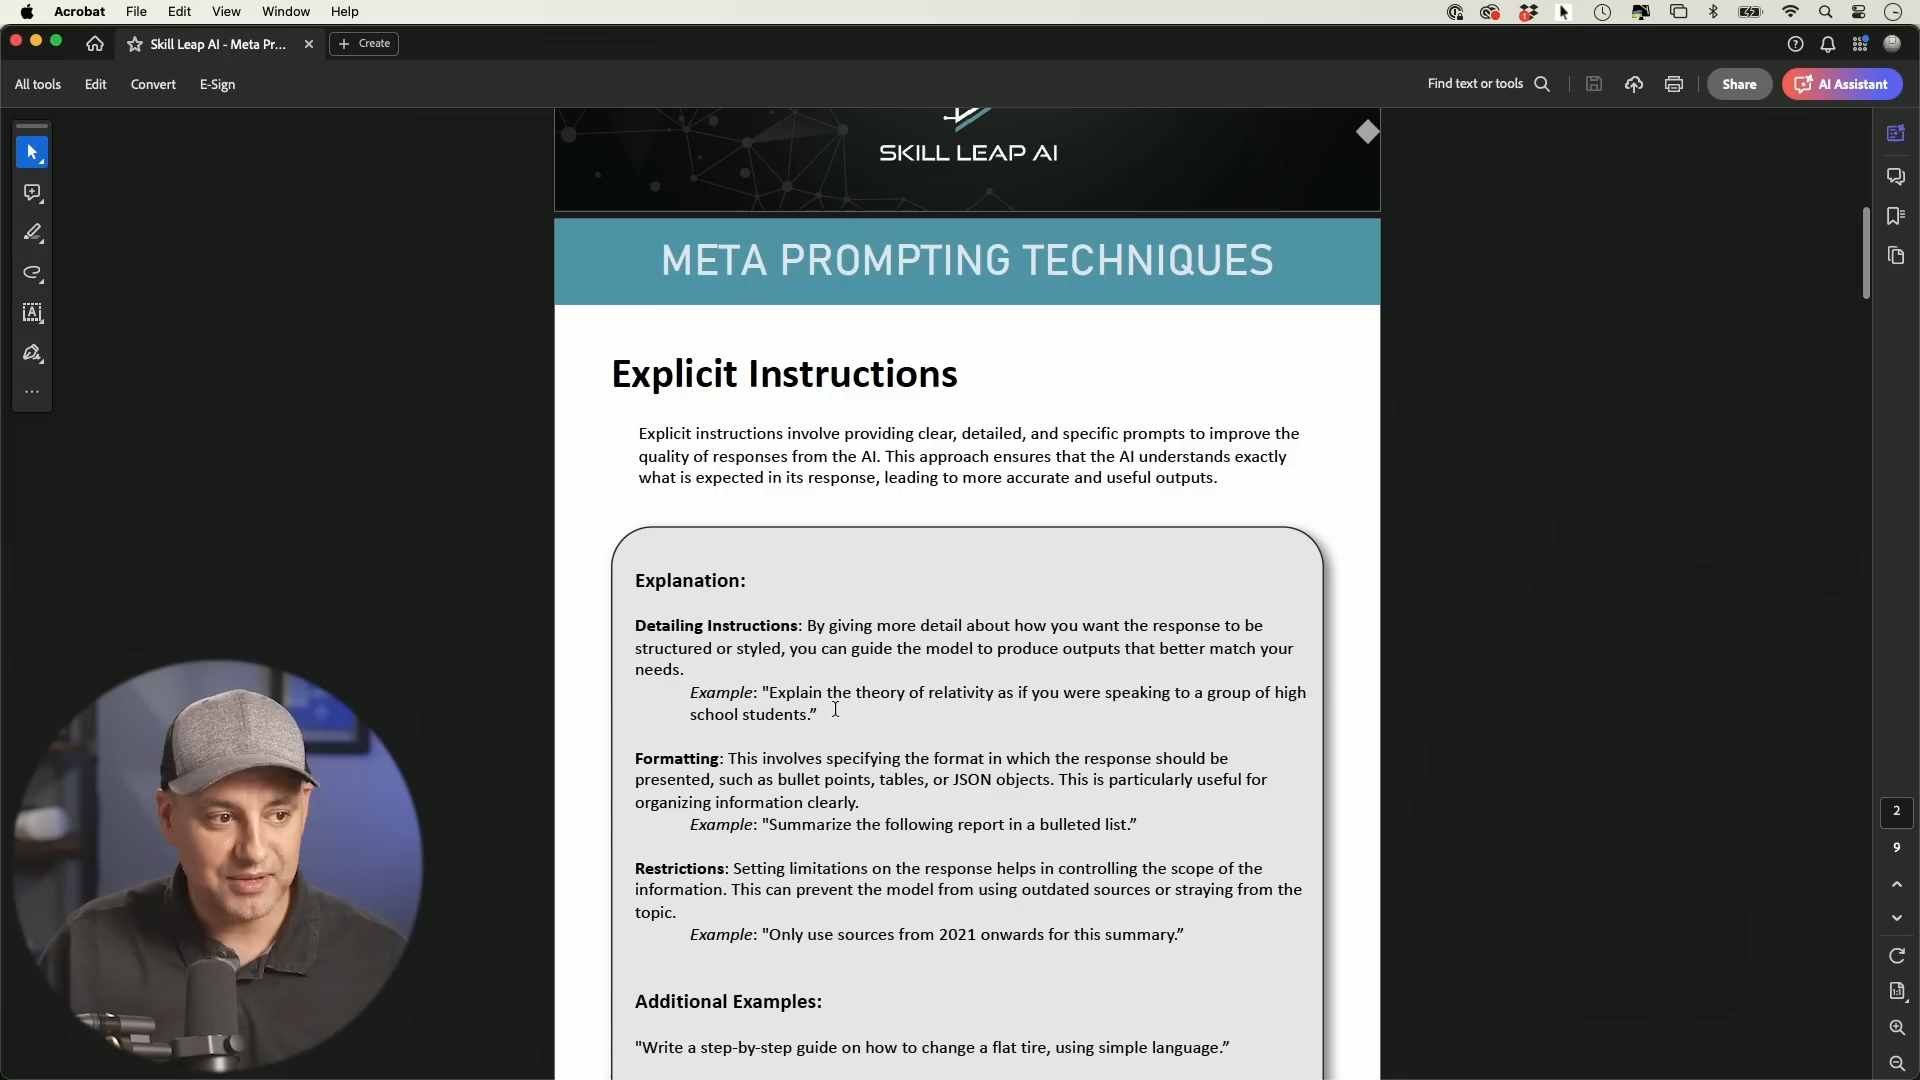 Acrobat File Edit View Window Help
Skill Leap AI - Meta Pr... Create
All tools Edit Convert E-Sign Find text or tools Share AI Assistant
SKILL LEAP AI
META PROMPTING TECHNIQUES
Explicit Instructions
Explicit instructions involve providing clear, detailed, and specific prompts to improve the
quality of responses from the AI. This approach ensures that the AI understands exactly
what is expected in its response, leading to more accurate and useful outputs.
Explanation:
Detailing Instructions: By giving more detail about how you want the response to be
structured or styled, you can guide the model to produce outputs that better match your
needs.
Example: "Explain the theory of relativity as if you were speaking to a group of high
school students.”
Formatting: This involves specifying the format in which the response should be
presented, such as bullet points, tables, or JSON objects. This is particularly useful for
organizing information clearly.
Example: "Summarize the following report in a bulleted list.”
Restrictions: Setting limitations on the response helps in controlling the scope of the
information. This can prevent the model from using outdated sources or straying from the
topic.
Example: "Only use sources from 2021 onwards for this summary.”
Additional Examples:
"Write a step-by-step guide on how to change a flat tire, using simple language.”
2
9